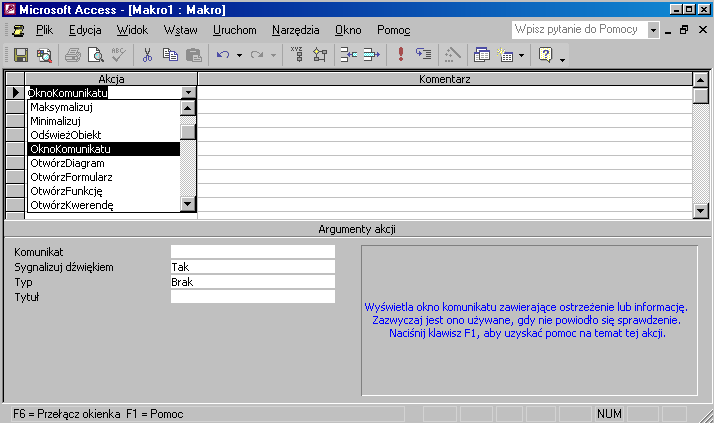 Microsoft Access - [Makro1 : Makro]
Plik Edycja Widok Wstaw Uruchom Narzędzia Okno Pomoc Wpisz pytanie do Pomocy
Akcja Komentarz
OknoKomunikatu
Maksymalizuj
Minimalizuj
OdświeżObiekt
OknoKomunikatu
OtwórzDiagram
OtwórzFormularz
OtwórzFunkcję
OtwórzKwerendę
Argumenty akcji
Komunikat
Sygnalizuj dźwiękiem Tak
Typ Brak
Tytuł
Wyświetla okno komunikatu zawierające ostrzeżenie lub informację.
Zazwyczaj jest ono używane, gdy nie powiodło się sprawdzenie.
Naciśnij klawisz F1, aby uzyskać pomoc na temat tej akcji.
F6 = Przełącz okienka F1 = Pomoc NUM